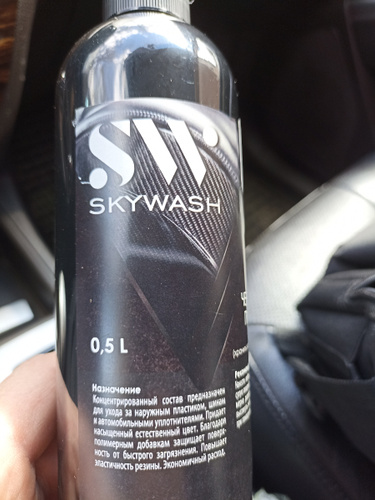 SW
SKYWASH
0,5 L
Назначение
Концентрированный состав предназначен
для ухода за наружным пластиком, шинами
и автомобильными уплотнителями. Придает
насыщенный естественный цвет. Благодаря
полимерным добавкам защищает поверх-
ность от быстрого загрязнения. Повышает
эластичность резины. Экономичный расход.